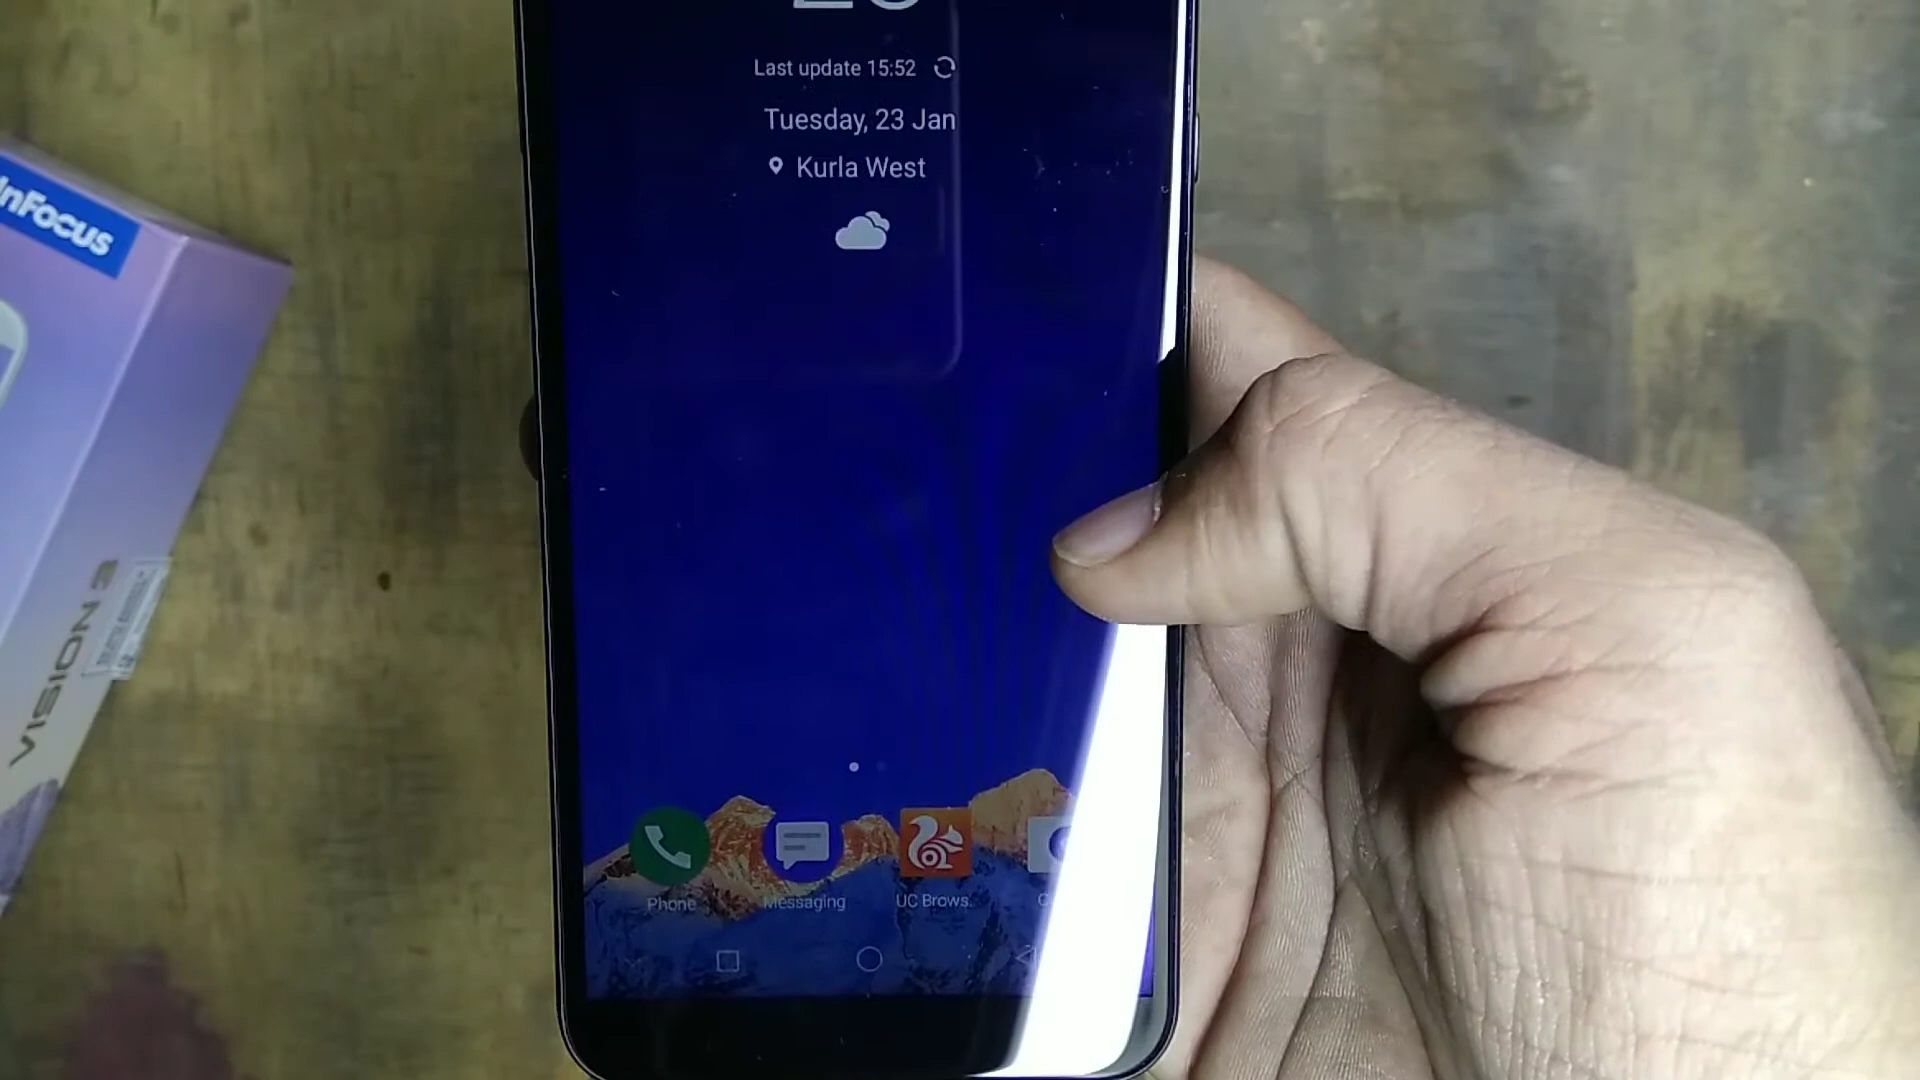 Last update 15:52
Tuesday, 23 Jan
Kurla West
InFocus
VISION 3
Phone
Messaging
UC Brows..